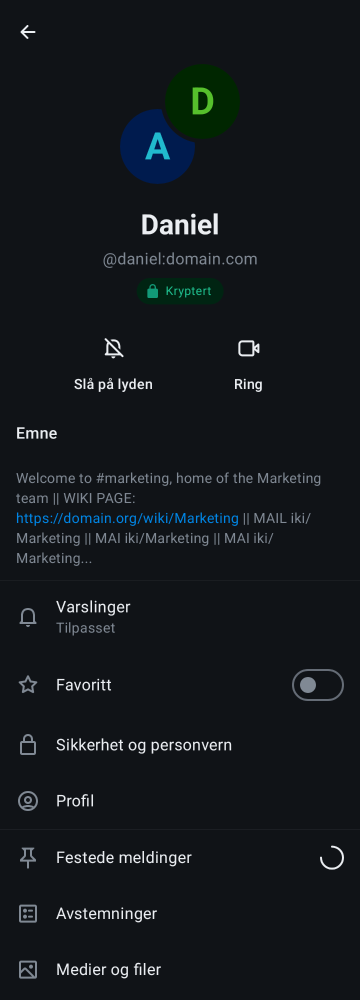 D
A
Daniel
@daniel:domain.com
Kryptert
Slå på lyden
Ring
Emne
Welcome to #marketing, home of the Marketing
team || WIKI PAGE:
https://domain.org/wiki/Marketing || MAIL iki/
Marketing || MAI iki/Marketing || MAI iki/
Marketing...
Varslinger
Tilpasset
Favoritt
Sikkerhet og personvern
Profil
Festede meldinger
Avstemninger
Medier og filer